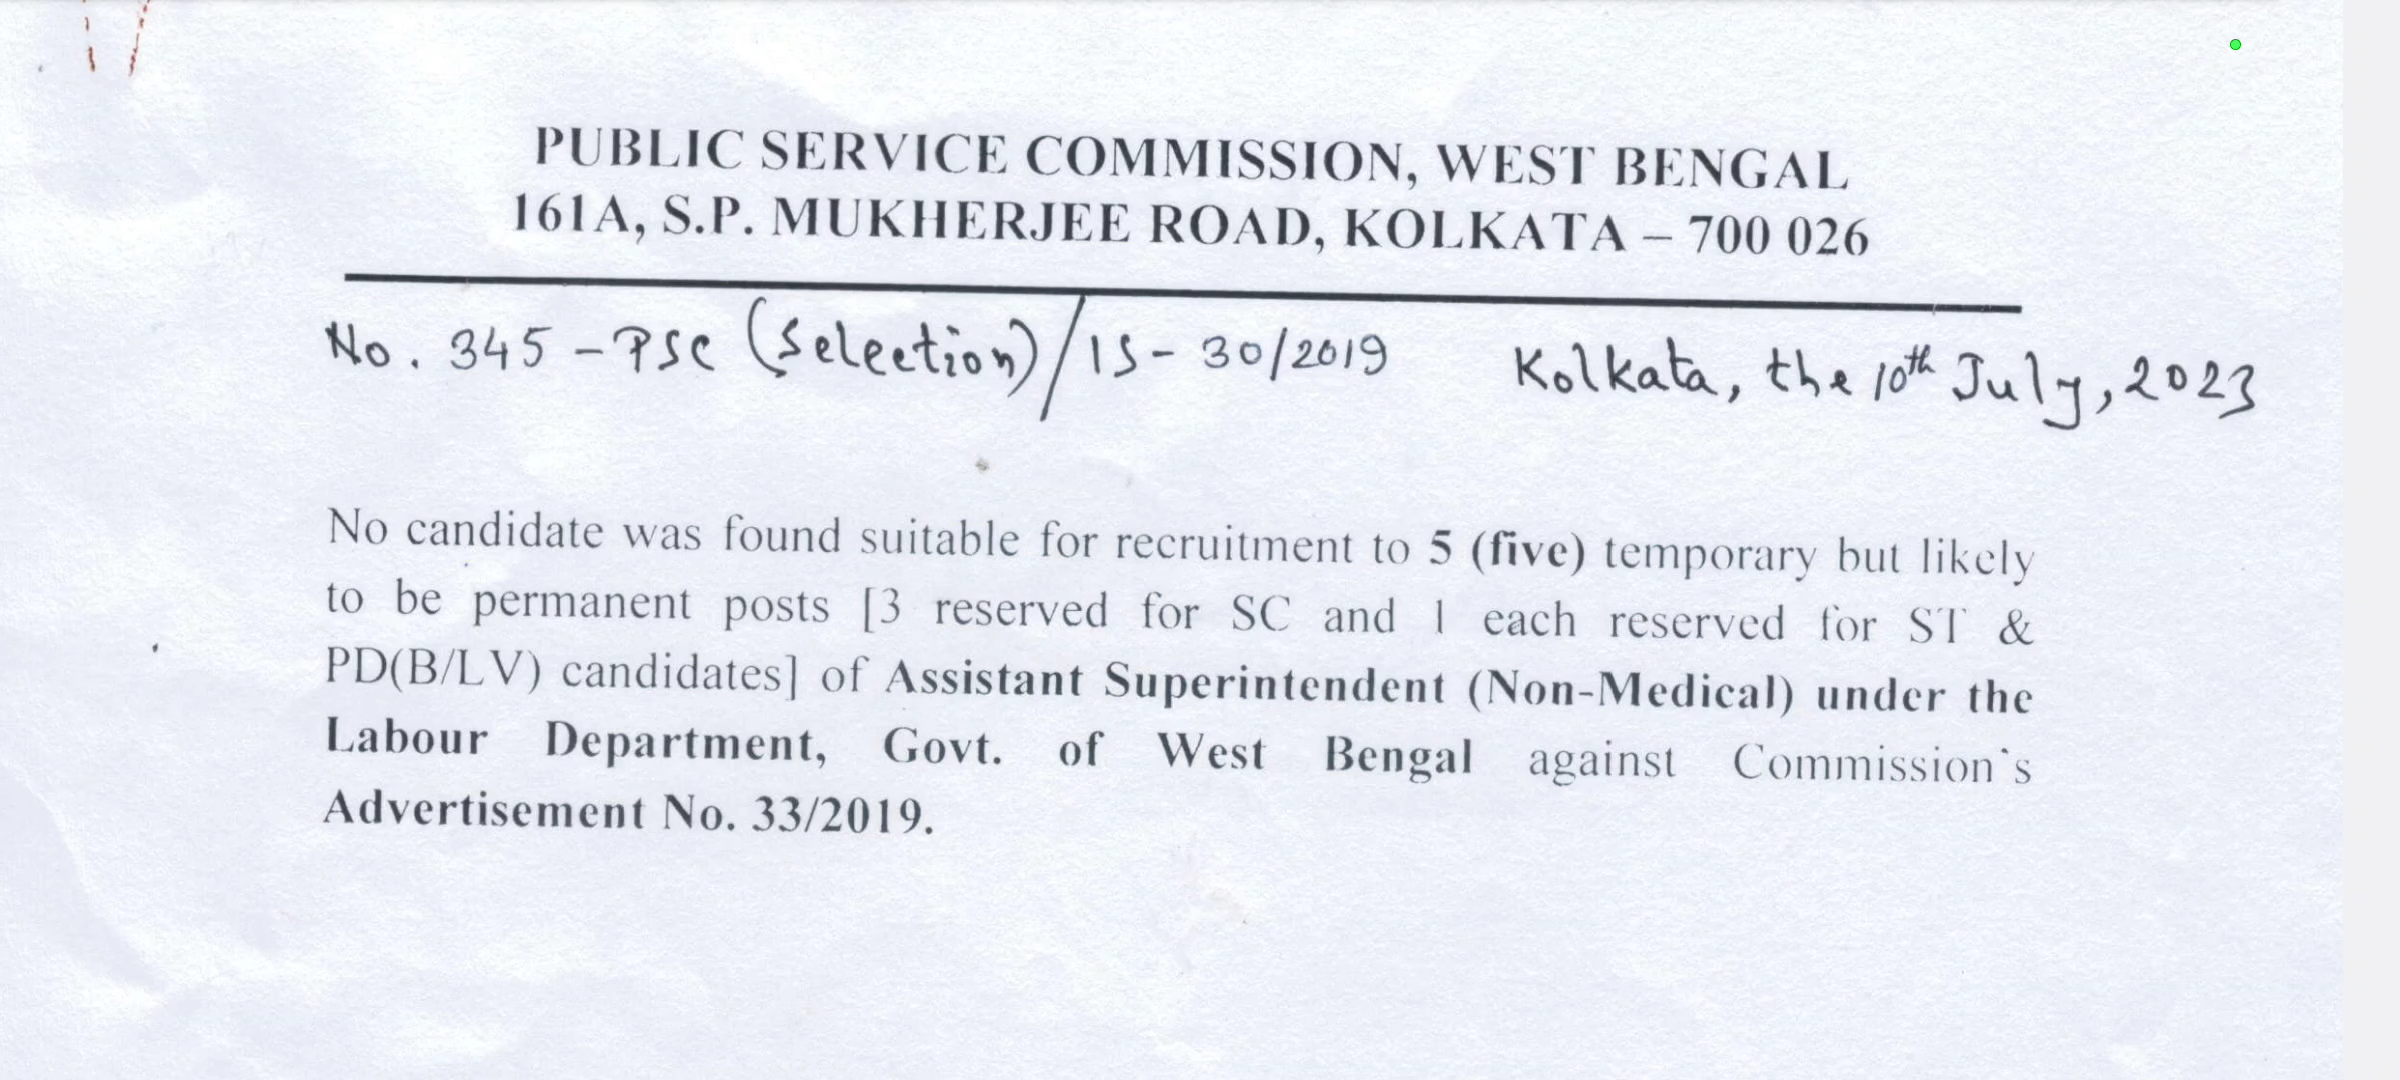 PUBLIC SERVICE COMMISSION, WEST BENGAL
161A, S.P. MUKHERJEE ROAD, KOLKATA – 700 026
No. 345 - PSC (Selection)/1S - 30/2019 Kolkata, the 10th July, 2023
No candidate was found suitable for recruitment to 5 (five) temporary but likely
to be permanent posts [3 reserved for SC and 1 each reserved for ST &
PD(B/LV) candidates] of Assistant Superintendent (Non-Medical) under the
Labour Department, Govt. of West Bengal against Commission`s
Advertisement No. 33/2019.